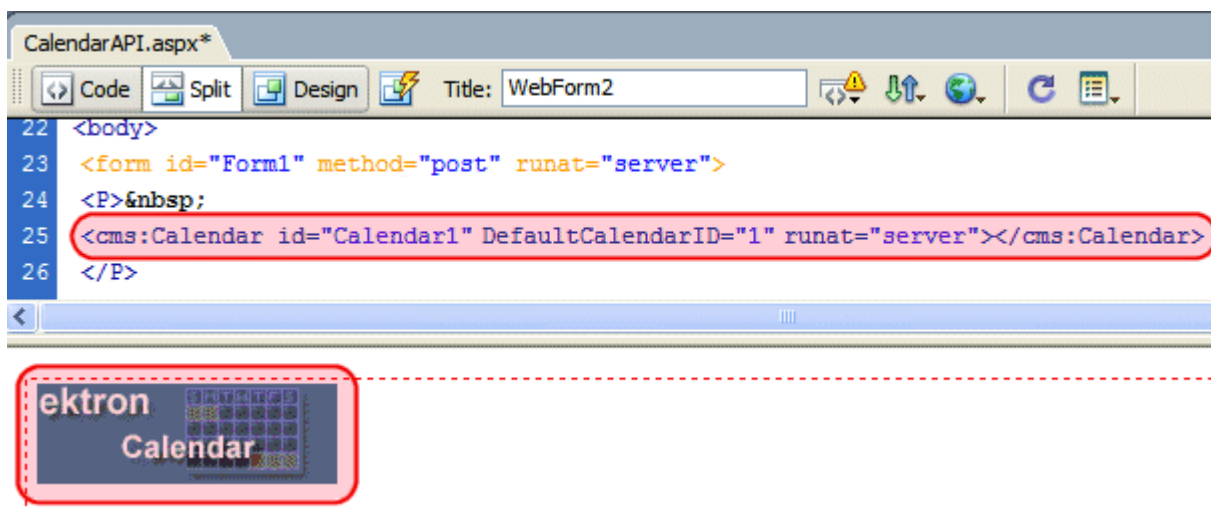 CalendarAPI.aspx*
Code Split Design Title: WebForm2
22 <body>
23 <form id="Form1" method="post" runat="server">
24 <P>&nbsp;
25 <cms:Calendar id="Calendar1" DefaultCalendarID="1" runat="server"></cms:Calendar>
26 </P>
ektron
S M T W T F S
Calendar